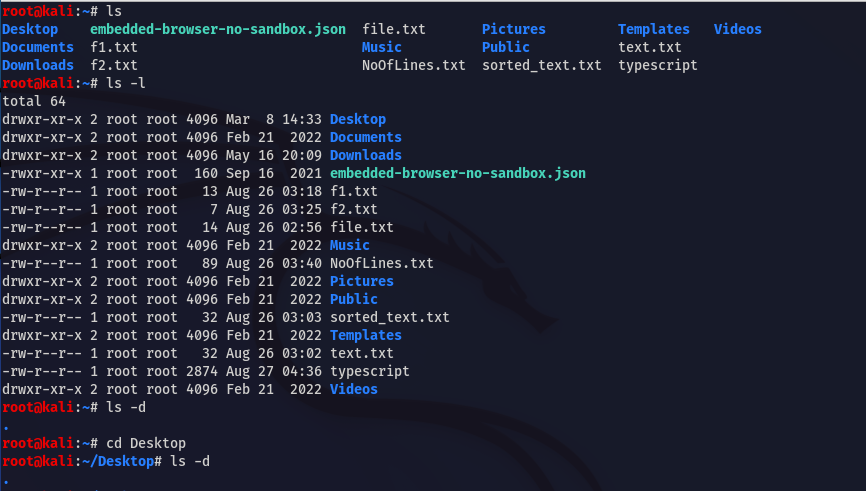 root@kali:~# ls
Desktop    embedded-browser-no-sandbox.json  file.txt       Pictures         Templates   Videos
Documents  f1.txt                            Music          Public           text.txt
Downloads  f2.txt                            NoOfLines.txt  sorted_text.txt  typescript
root@kali:~# ls -l
total 64
drwxr-xr-x 2 root root 4096 Mar  8 14:33 Desktop
drwxr-xr-x 2 root root 4096 Feb 21  2022 Documents
drwxr-xr-x 2 root root 4096 May 16 20:09 Downloads
-rwxr-xr-x 1 root root  160 Sep 16  2021 embedded-browser-no-sandbox.json
-rw-r--r-- 1 root root   13 Aug 26 03:18 f1.txt
-rw-r--r-- 1 root root    7 Aug 26 03:25 f2.txt
-rw-r--r-- 1 root root   14 Aug 26 02:56 file.txt
drwxr-xr-x 2 root root 4096 Feb 21  2022 Music
-rw-r--r-- 1 root root   89 Aug 26 03:40 NoOfLines.txt
drwxr-xr-x 2 root root 4096 Feb 21  2022 Pictures
drwxr-xr-x 2 root root 4096 Feb 21  2022 Public
-rw-r--r-- 1 root root   32 Aug 26 03:03 sorted_text.txt
drwxr-xr-x 2 root root 4096 Feb 21  2022 Templates
-rw-r--r-- 1 root root   32 Aug 26 03:02 text.txt
-rw-r--r-- 1 root root 2874 Aug 27 04:36 typescript
drwxr-xr-x 2 root root 4096 Feb 21  2022 Videos
root@kali:~# ls -d
.
root@kali:~# cd Desktop
root@kali:~/Desktop# ls -d
.